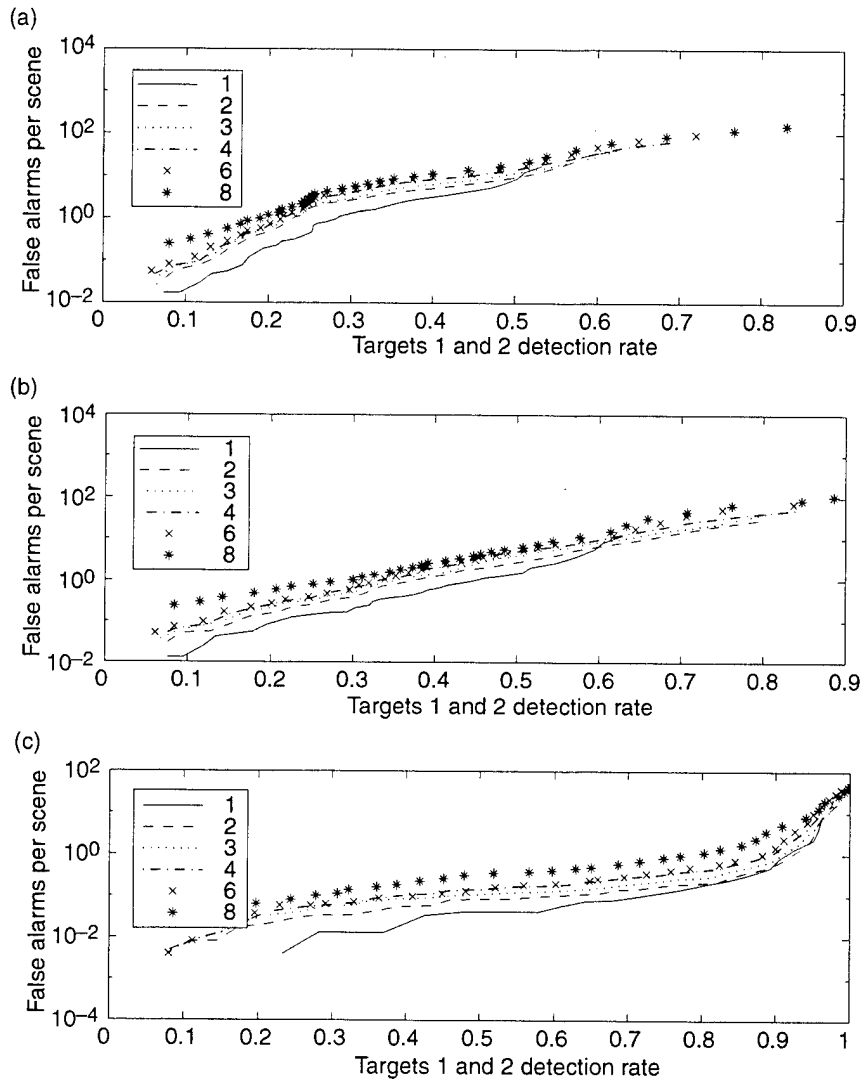 (a)
False alarms per scene
10^4
10^2
10^0
10^−2
1
2
3
4
6
8
0 0.1 0.2 0.3 0.4 0.5 0.6 0.7 0.8 0.9
Targets 1 and 2 detection rate
(b)
False alarms per scene
10^4
10^2
10^0
10^−2
1
2
3
4
6
8
0 0.1 0.2 0.3 0.4 0.5 0.6 0.7 0.8 0.9
Targets 1 and 2 detection rate
(c)
False alarms per scene
10^2
10^0
10^−2
10^−4
1
2
3
4
6
8
0 0.1 0.2 0.3 0.4 0.5 0.6 0.7 0.8 0.9 1
Targets 1 and 2 detection rate